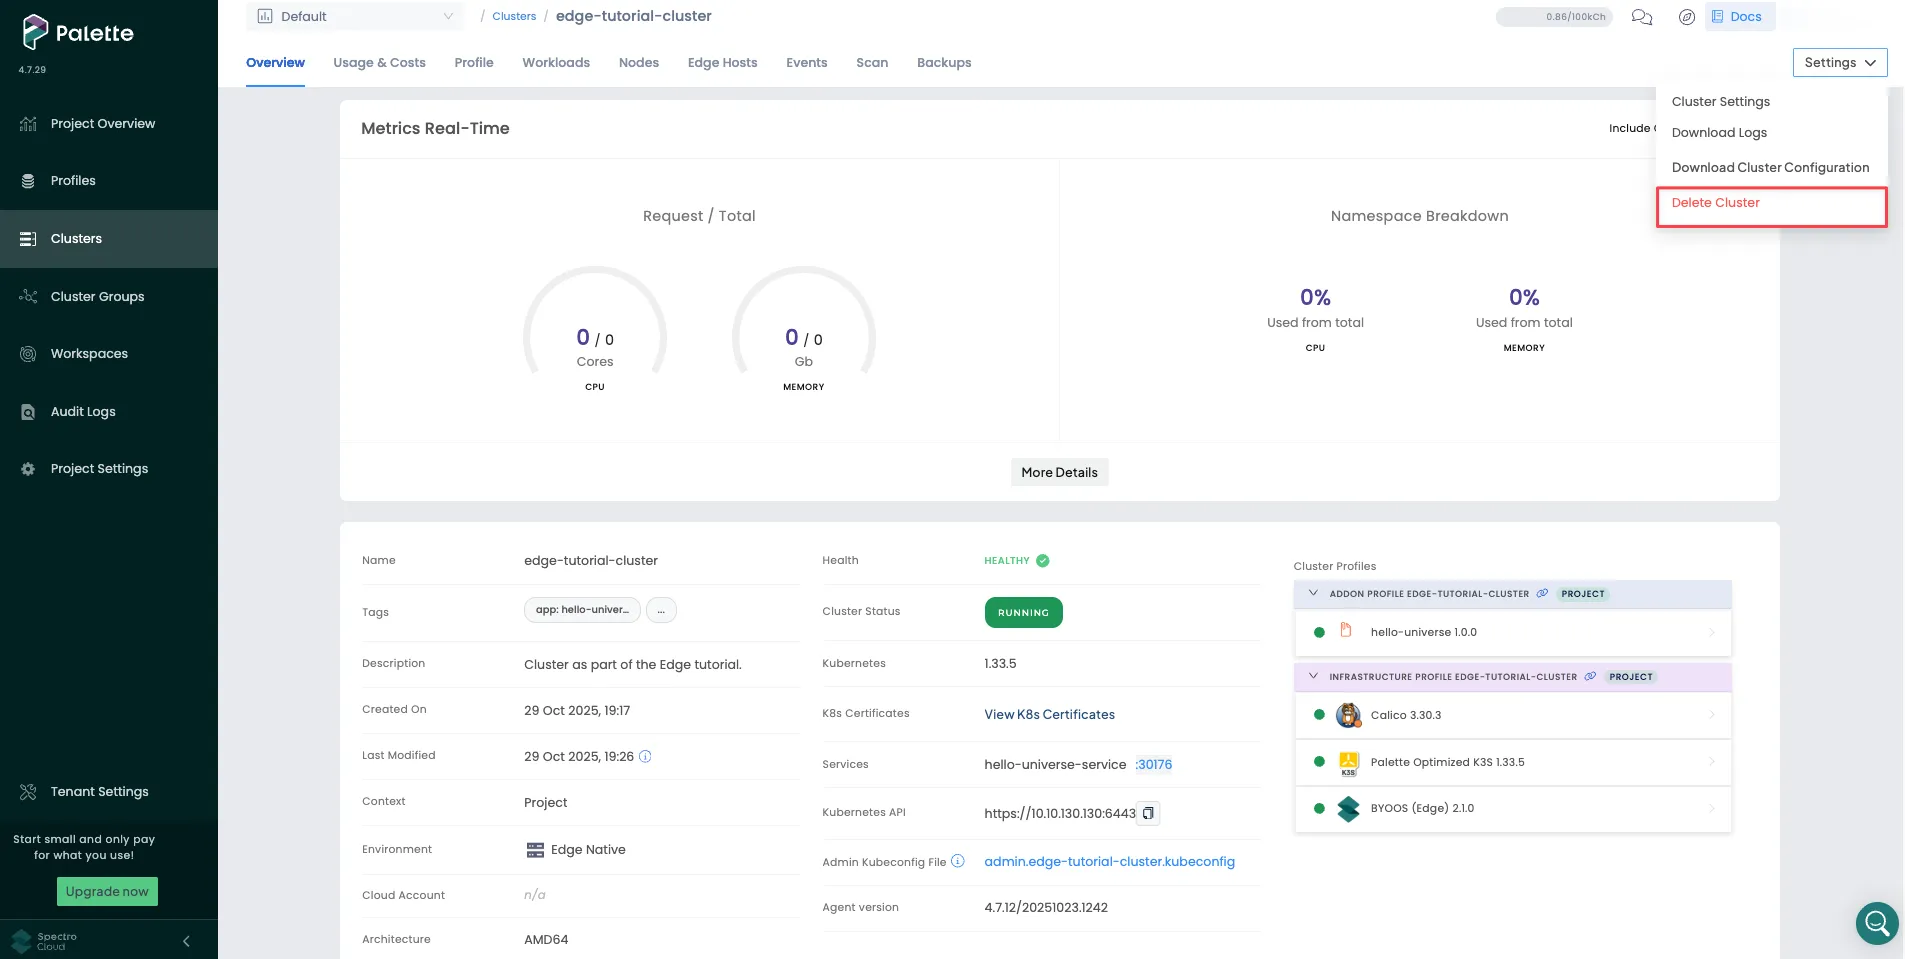 Palette
4.7.29
Project Overview
Profiles
Clusters
Cluster Groups
Workspaces
Audit Logs
Project Settings
Tenant Settings
Start small and only pay
for what you use!
Upgrade now
Spectro
Cloud
Default
/ Clusters / edge-tutorial-cluster
0.86/100kCh
Docs
Overview
Usage & Costs
Profile
Workloads
Nodes
Edge Hosts
Events
Scan
Backups
Settings
Cluster Settings
Download Logs
Download Cluster Configuration
Delete Cluster
Metrics Real-Time
Include
Request / Total
0 / 0
Cores
CPU
0 / 0
Gb
MEMORY
Namespace Breakdown
0%
Used from total
CPU
0%
Used from total
MEMORY
More Details
Name edge-tutorial-cluster
Tags app: hello-univer... ...
Description Cluster as part of the Edge tutorial.
Created On 29 Oct 2025, 19:17
Last Modified 29 Oct 2025, 19:26
Context Project
Environment Edge Native
Cloud Account n/a
Architecture AMD64
Health HEALTHY
Cluster Status RUNNING
Kubernetes 1.33.5
K8s Certificates View K8s Certificates
Services hello-universe-service :30176
Kubernetes API https://10.10.130.130:6443
Admin Kubeconfig File admin.edge-tutorial-cluster.kubeconfig
Agent version 4.7.12/20251023.1242
Cluster Profiles
ADDON PROFILE EDGE-TUTORIAL-CLUSTER PROJECT
hello-universe 1.0.0
INFRASTRUCTURE PROFILE EDGE-TUTORIAL-CLUSTER PROJECT
Calico 3.30.3
K3S
Palette Optimized K3S 1.33.5
BYOOS (Edge) 2.1.0